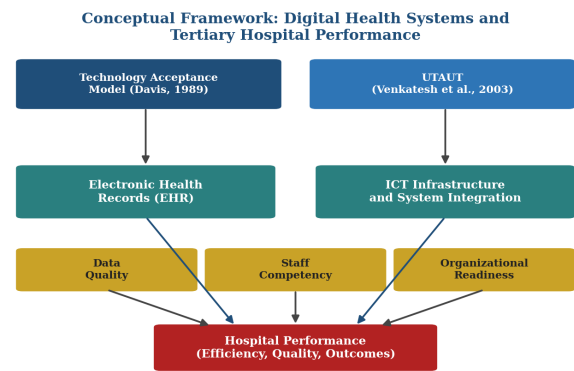 Conceptual Framework: Digital Health Systems and
Tertiary Hospital Performance
Technology Acceptance
Model (Davis, 1989)
UTAUT
(Venkatesh et al., 2003)
Electronic Health
Records (EHR)
ICT Infrastructure
and System Integration
Data
Quality
Staff
Competency
Organizational
Readiness
Hospital Performance
(Efficiency, Quality, Outcomes)